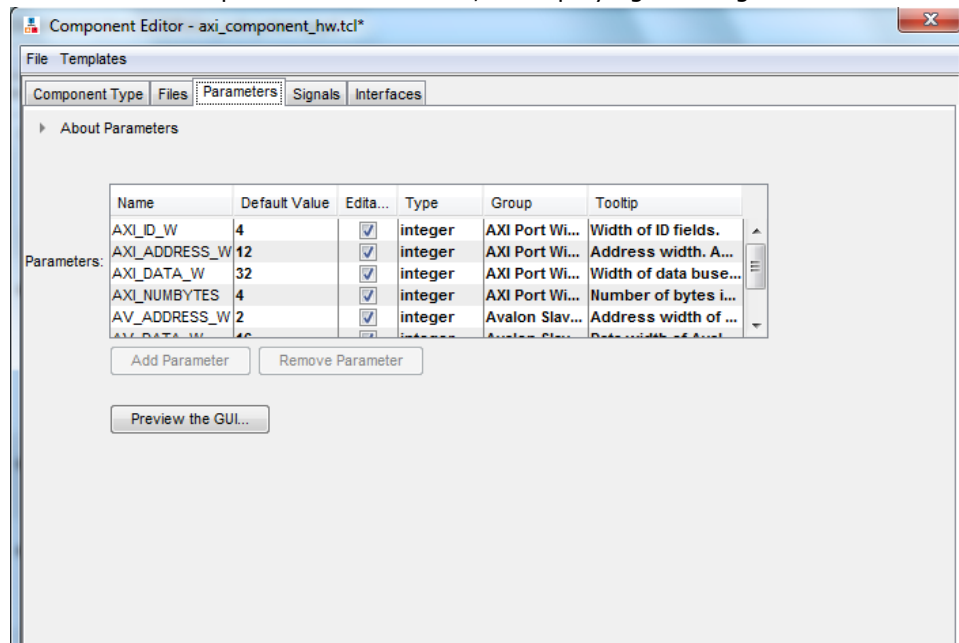 Component Editor - axi_component_hw.tcl*
File Templates
Component Type Files Parameters Signals Interfaces
About Parameters
Name Default Value Edita... Type Group Tooltip
AXI_ID_W 4 integer AXI Port Wi... Width of ID fields.
AXI_ADDRESS_W 12 integer AXI Port Wi... Address width. A...
Parameters:
AXI_DATA_W 32 integer AXI Port Wi... Width of data buse...
AXI_NUMBYTES 4 integer AXI Port Wi... Number of bytes i...
AV_ADDRESS_W 2 integer Avalon Slav... Address width of ...
Add Parameter Remove Parameter
Preview the GUI...